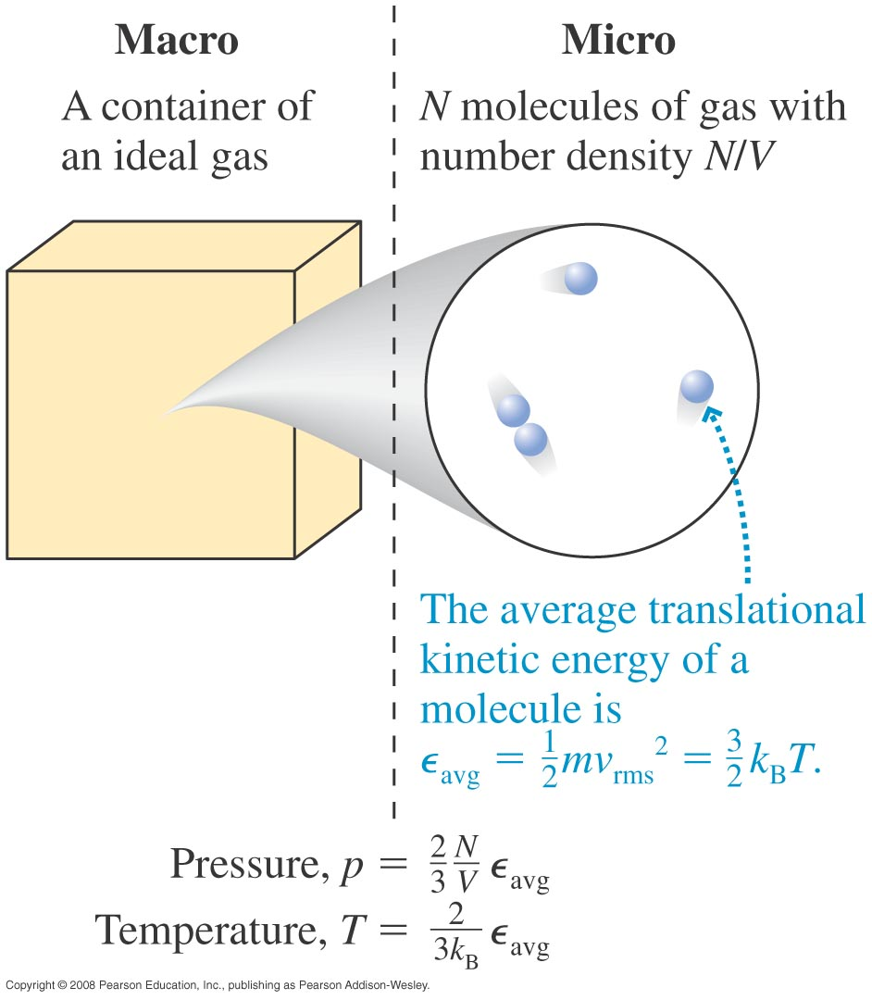 Macro
A container of
an ideal gas
Micro
N molecules of gas with
number density N/V
The average translational
kinetic energy of a
molecule is
ϵavg = 1/2 mvrms² = 3/2 kBT.
Pressure, p = 2/3 N/V ϵavg
Temperature, T = 2/3kB ϵavg
Copyright © 2008 Pearson Education, Inc., publishing as Pearson Addison-Wesley.